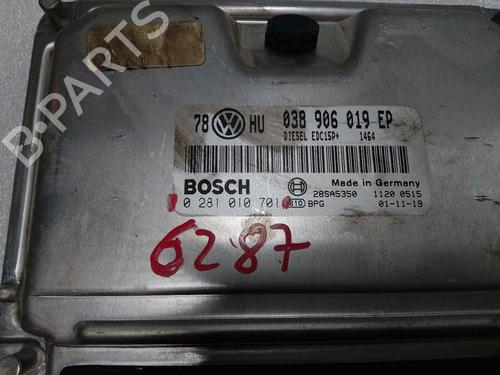 78 VW HU 038 906 019 EP
DIESEL EDC15P+ 1464
BOSCH
Made in Germany
28SA5350 1120 0515
0 281 010 701 BPG 01-11-19
6287
B-PARTS